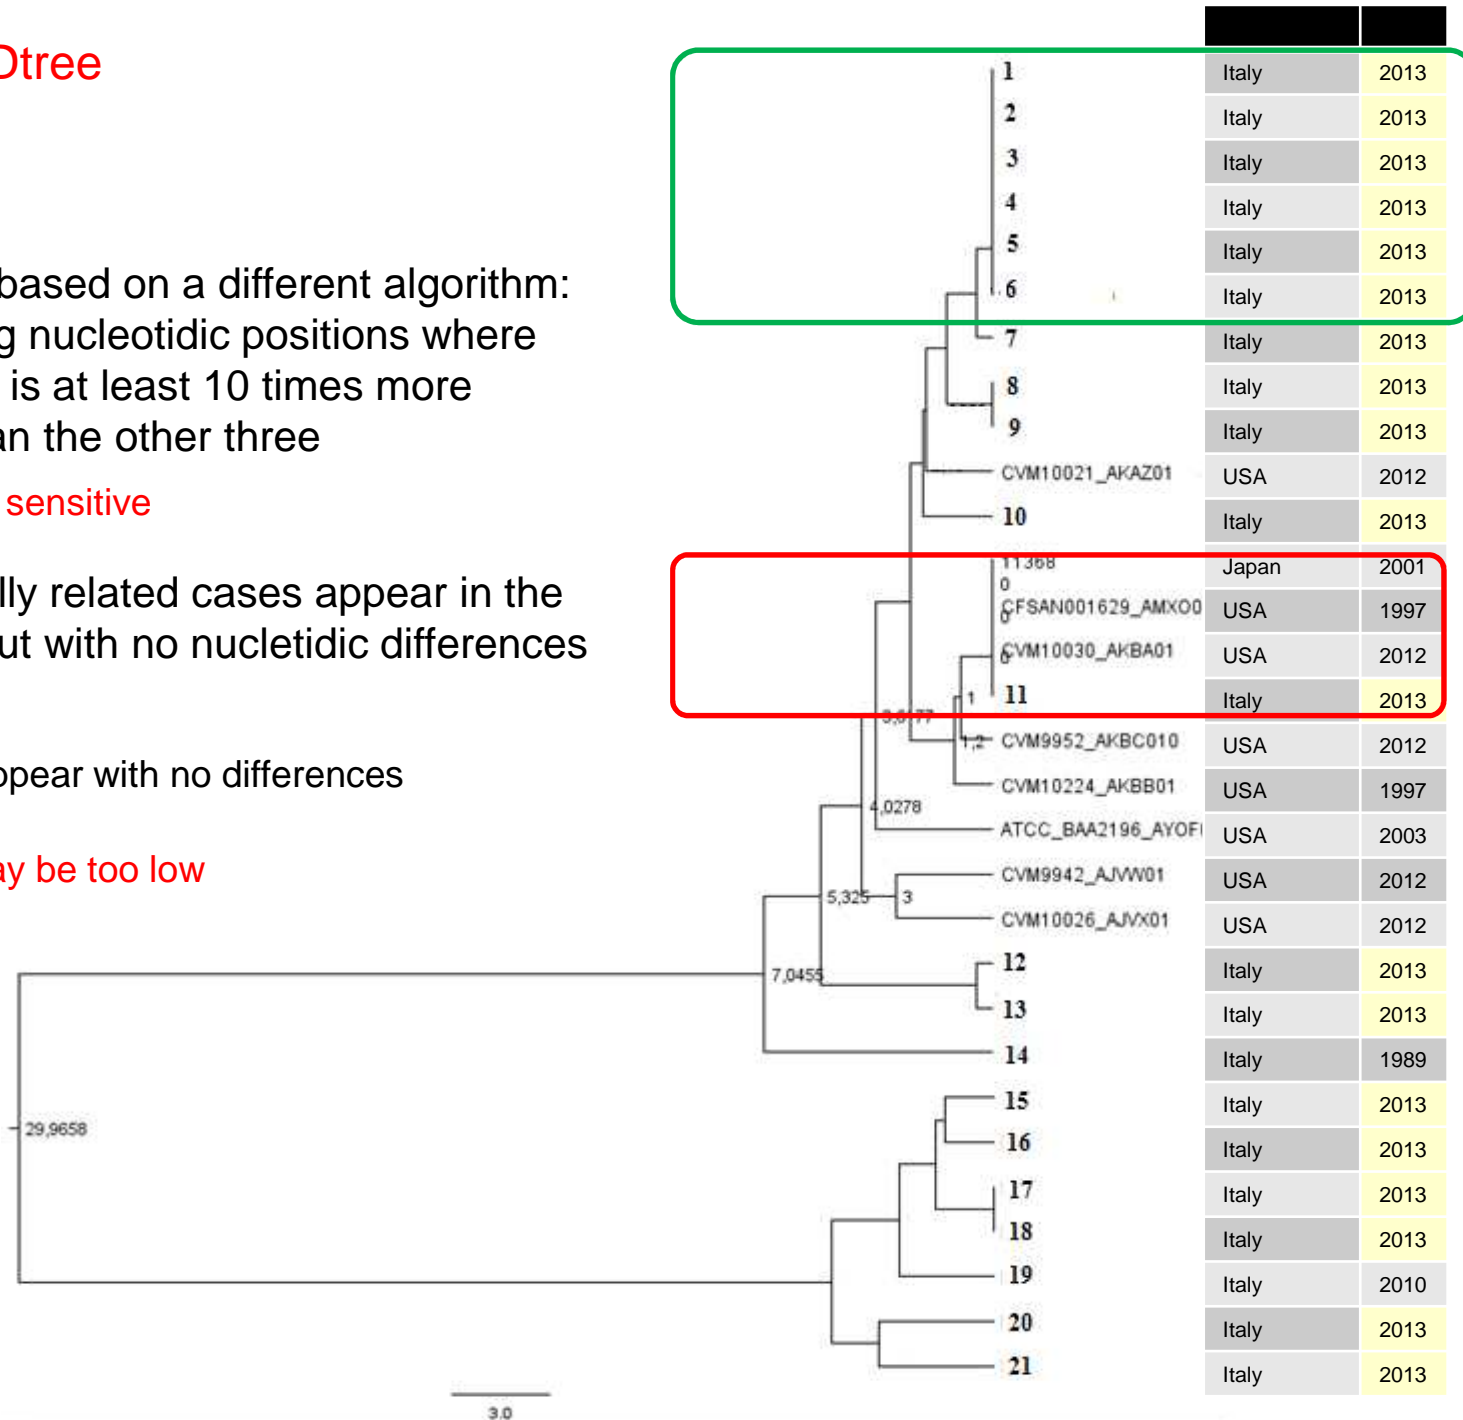 Dtree
based on a different algorithm:
g nucleotidic positions where
is at least 10 times more
an the other three
sensitive
lly related cases appear in the
ut with no nucletidic differences
ppear with no differences
ay be too low
1 Italy 2013
2 Italy 2013
3 Italy 2013
4 Italy 2013
5 Italy 2013
6 Italy 2013
7 Italy 2013
8 Italy 2013
9 Italy 2013
CVM10021_AKAZ01 USA 2012
10 Italy 2013
11368 Japan 2001
0
CFSAN001629_AMXO0 USA 1997
0
CVM10030_AKBA01 USA 2012
0
11 Italy 2013
1
3,0177
CVM9952_AKBC010 USA 2012
1,2
CVM10224_AKBB01 USA 1997
4,0278
ATCC_BAA2196_AYOF USA 2003
CVM9942_AJVW01 USA 2012
5,325
3
CVM10026_AJVX01 USA 2012
12 Italy 2013
7,0455
13 Italy 2013
14 Italy 1989
15 Italy 2013
29,9658
16 Italy 2013
17 Italy 2013
18 Italy 2013
19 Italy 2010
20 Italy 2013
21 Italy 2013
3.0